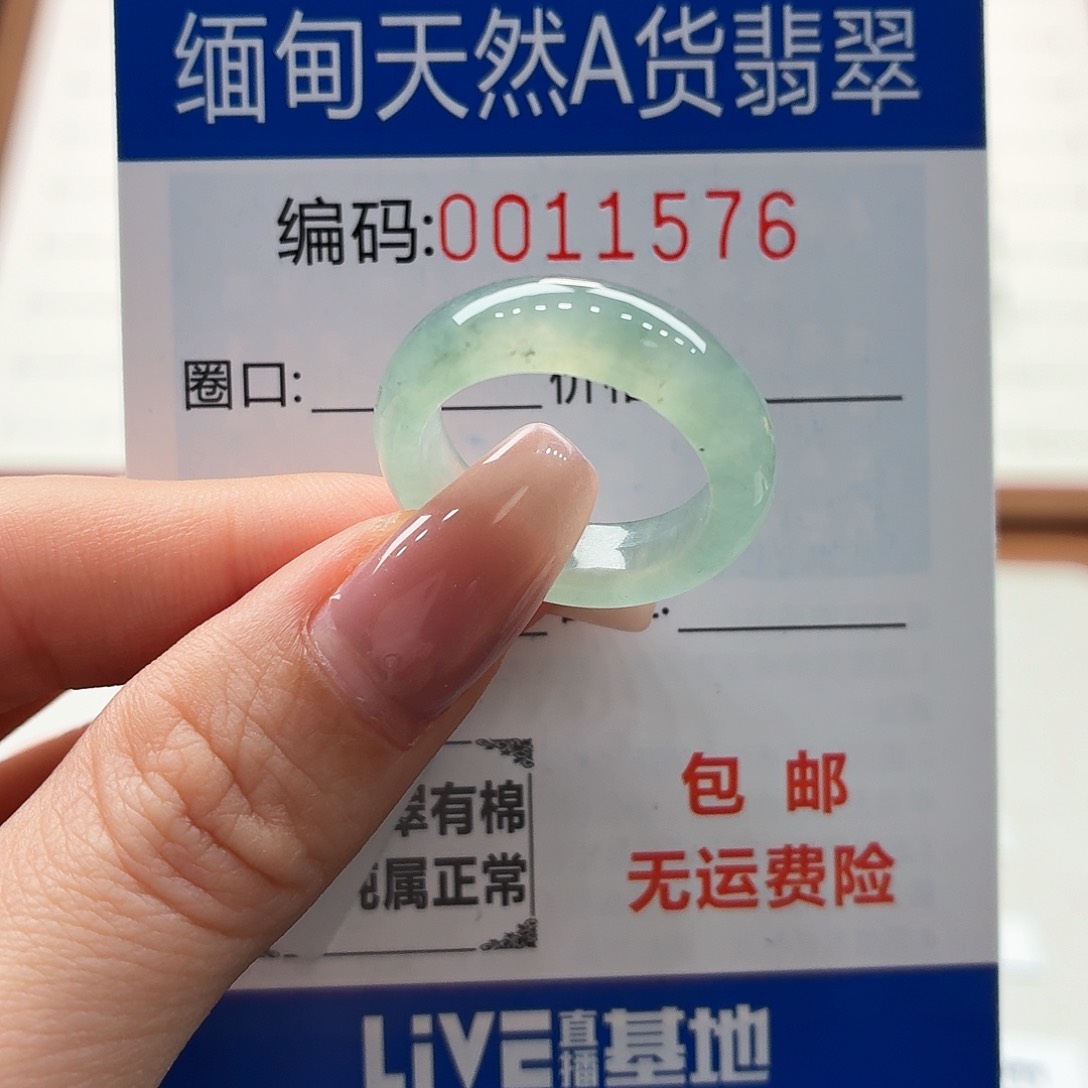 缅甸天然A货翡翠
编码:0011576
圈口:
有棉
属正常
包邮
无运费险
LiVE直播基地